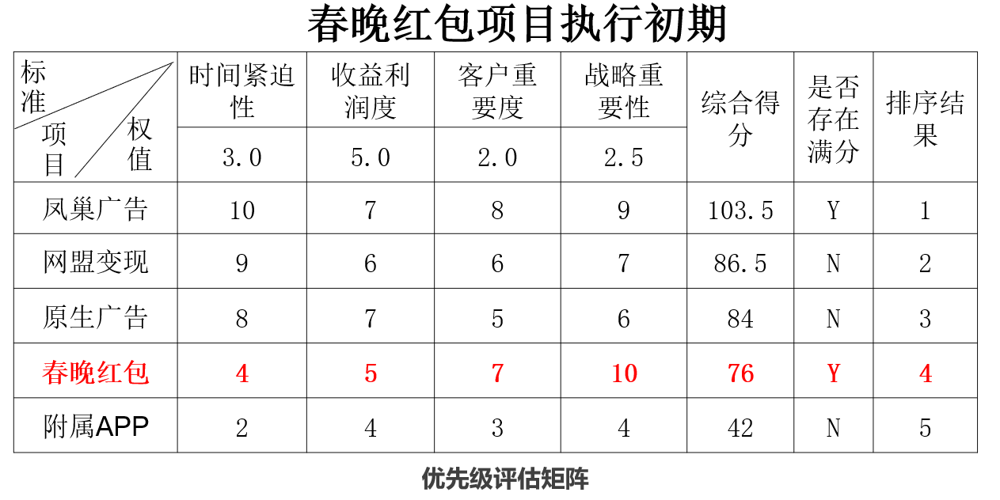 春晚红包项目执行初期
标准
项目
权值
时间紧迫性
收益利润度
客户重要度
战略重要性
综合得分
是否存在满分
排序结果
3.0 5.0 2.0 2.5
凤巢广告 10 7 8 9 103.5 Y 1
网盟变现 9 6 6 7 86.5 N 2
原生广告 8 7 5 6 84 N 3
春晚红包 4 5 7 10 76 Y 4
附属APP 2 4 3 4 42 N 5
优先级评估矩阵